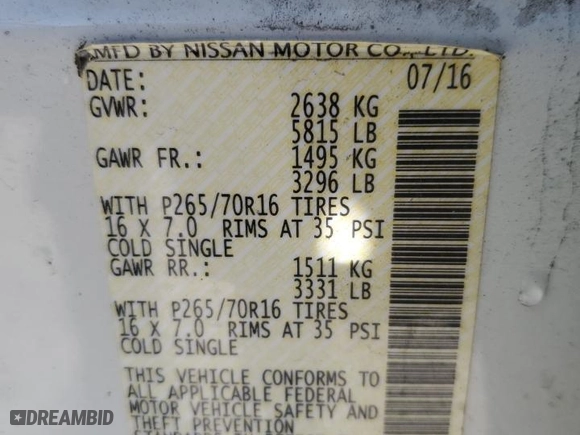 MFD BY NISSAN MOTOR CO., LTD.
DATE: 07/16
GVWR: 2638 KG
5815 LB
GAWR FR.: 1495 KG
3296 LB
WITH P265/70R16 TIRES
16 X 7.0 RIMS AT 35 PSI
COLD SINGLE
GAWR RR.: 1511 KG
3331 LB
WITH P265/70R16 TIRES
16 X 7.0 RIMS AT 35 PSI
COLD SINGLE
THIS VEHICLE CONFORMS TO
ALL APPLICABLE FEDERAL
MOTOR VEHICLE SAFETY AND
THEFT PREVENTION
DREAMBID